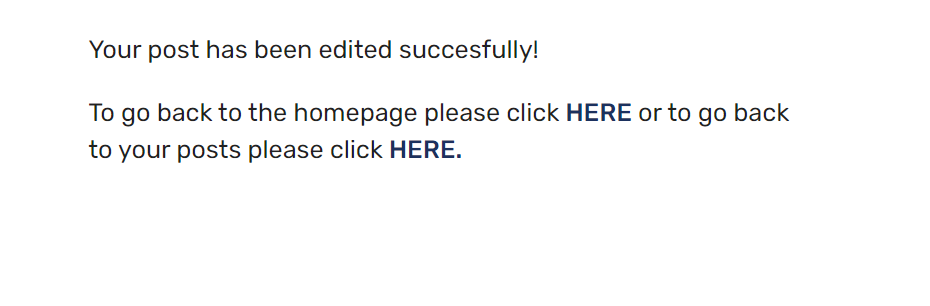 Your post has been edited succesfully!
To go back to the homepage please click HERE or to go back
to your posts please click HERE.